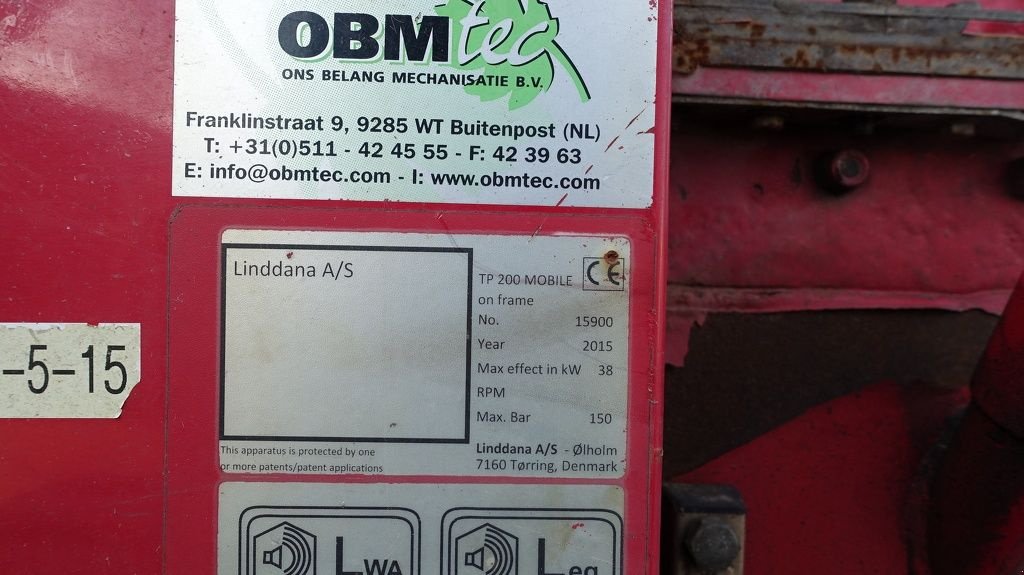 OBMtec
ONS BELANG MECHANISATIE B.V.
Franklinstraat 9, 9285 WT Buitenpost (NL)
T: +31(0)511 - 42 45 55 - F: 42 39 63
E: info@obmtec.com - I: www.obmtec.com
Linddana A/S
TP 200 MOBILE CE
on frame
No. 15900
Year 2015
Max effect in kW 38
RPM
Max. Bar 150
This apparatus is protected by one
or more patents/patent applications
Linddana A/S - Ølholm
7160 Tørring, Denmark
-5-15
LWA
Leq